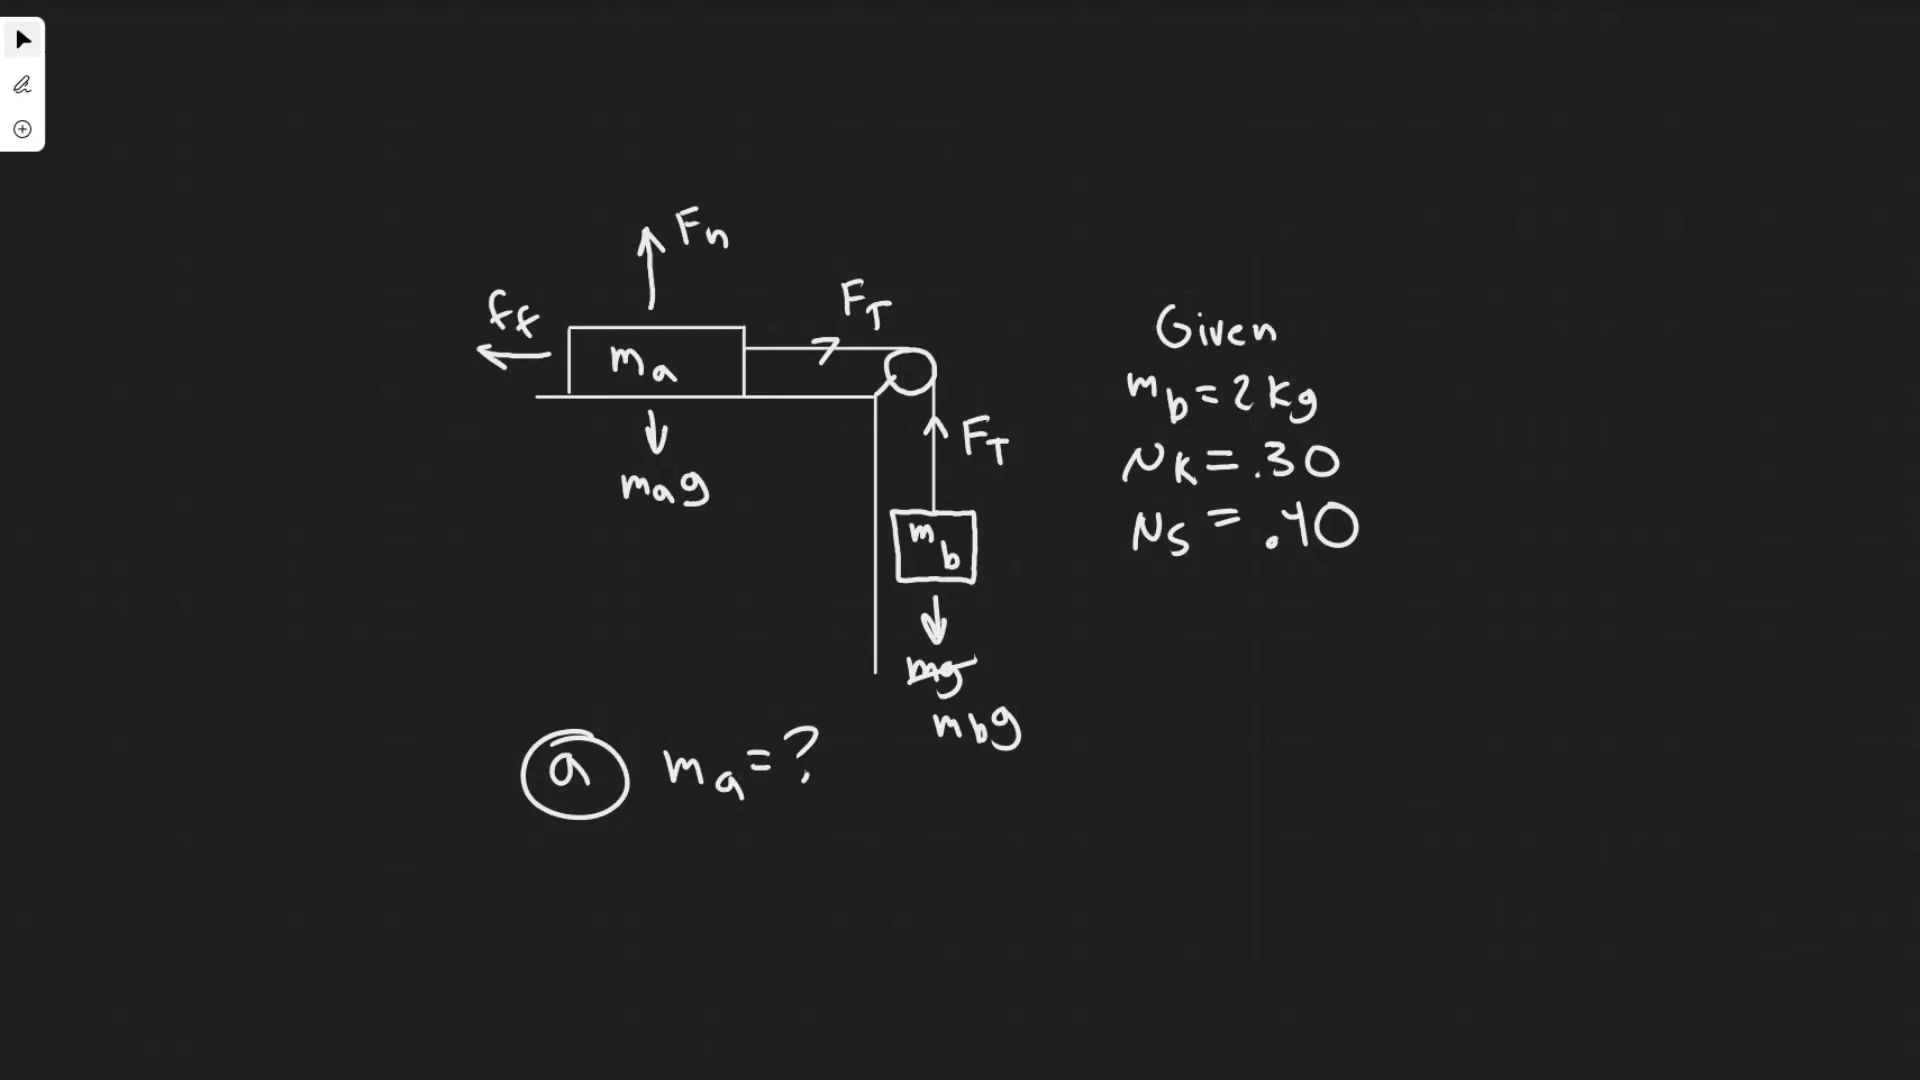 Fn
FT
ff
ma
mag
FT
mb
mg
mbg
Given
mb = 2 kg
μk = .30
μs = .40
a ma = ?